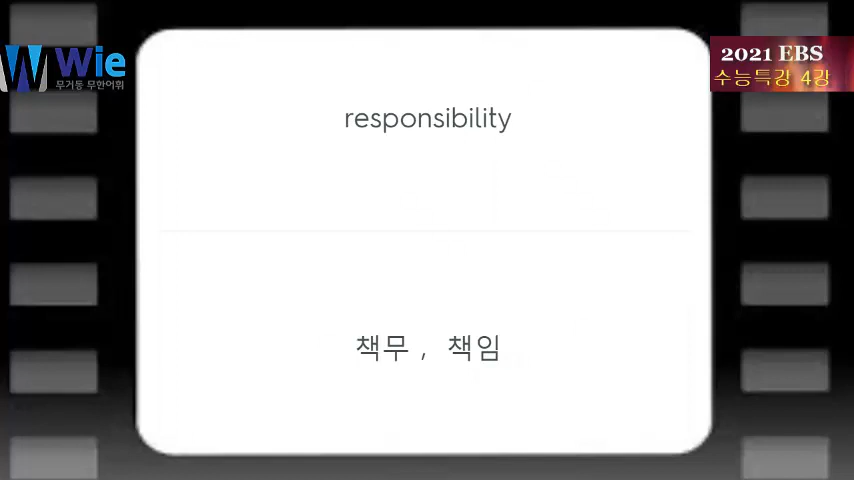 Wie
무거동 무한어휘
2021 EBS
수능특강 4강
responsibility
책무 , 책임